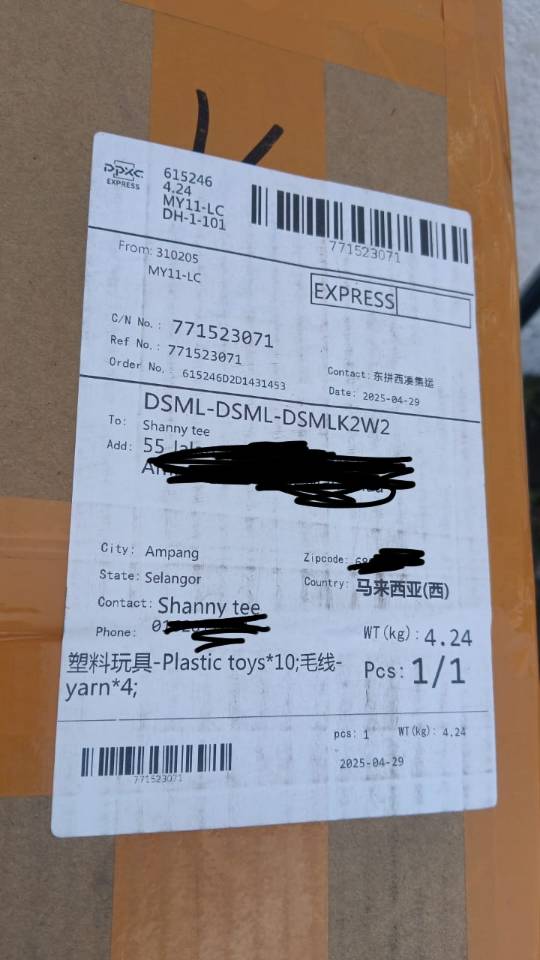 ppxc
EXPRESS
615246
4.24
MY11-LC
DH-1-101
771523071
From: 310205
MY11-LC
EXPRESS
C/N No.: 771523071
Ref No.: 771523071
Order No. 615246D2D1431453
Contact: 东拼西凑集运
Date: 2025-04-29
DSML-DSML-DSMLK2W2
To: Shanny tee
Add: 55
City: Ampang
Zipcode: 68
State: Selangor
Country: 马来西亚(西)
Contact: Shanny tee
Phone:
WT(kg): 4.24
塑料玩具-Plastic toys*10;毛线-
yarn*4;
Pcs: 1/1
pcs: 1 WT(kg): 4.24
771523071
2025-04-29